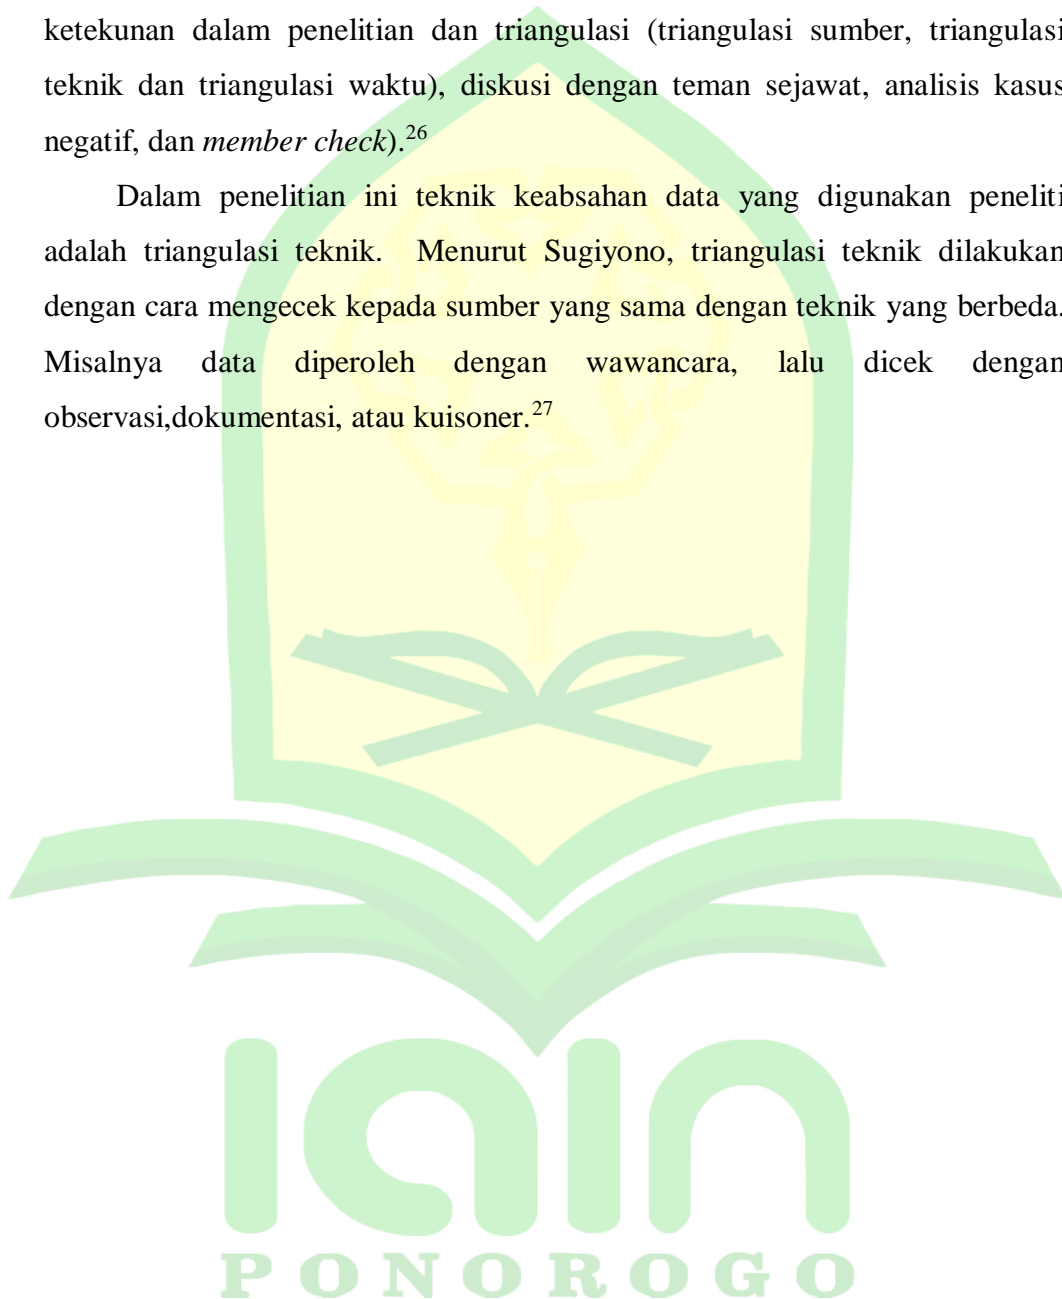 ketekunan dalam penelitian dan triangulasi (triangulasi sumber, triangulasi
teknik dan triangulasi waktu), diskusi dengan teman sejawat, analisis kasus
negatif, dan member check).26
Dalam penelitian ini teknik keabsahan data yang digunakan peneliti
adalah triangulasi teknik. Menurut Sugiyono, triangulasi teknik dilakukan
dengan cara mengecek kepada sumber yang sama dengan teknik yang berbeda.
Misalnya data diperoleh dengan wawancara, lalu dicek dengan
observasi,dokumentasi, atau kuisoner.27
IAIN
PONOROGO